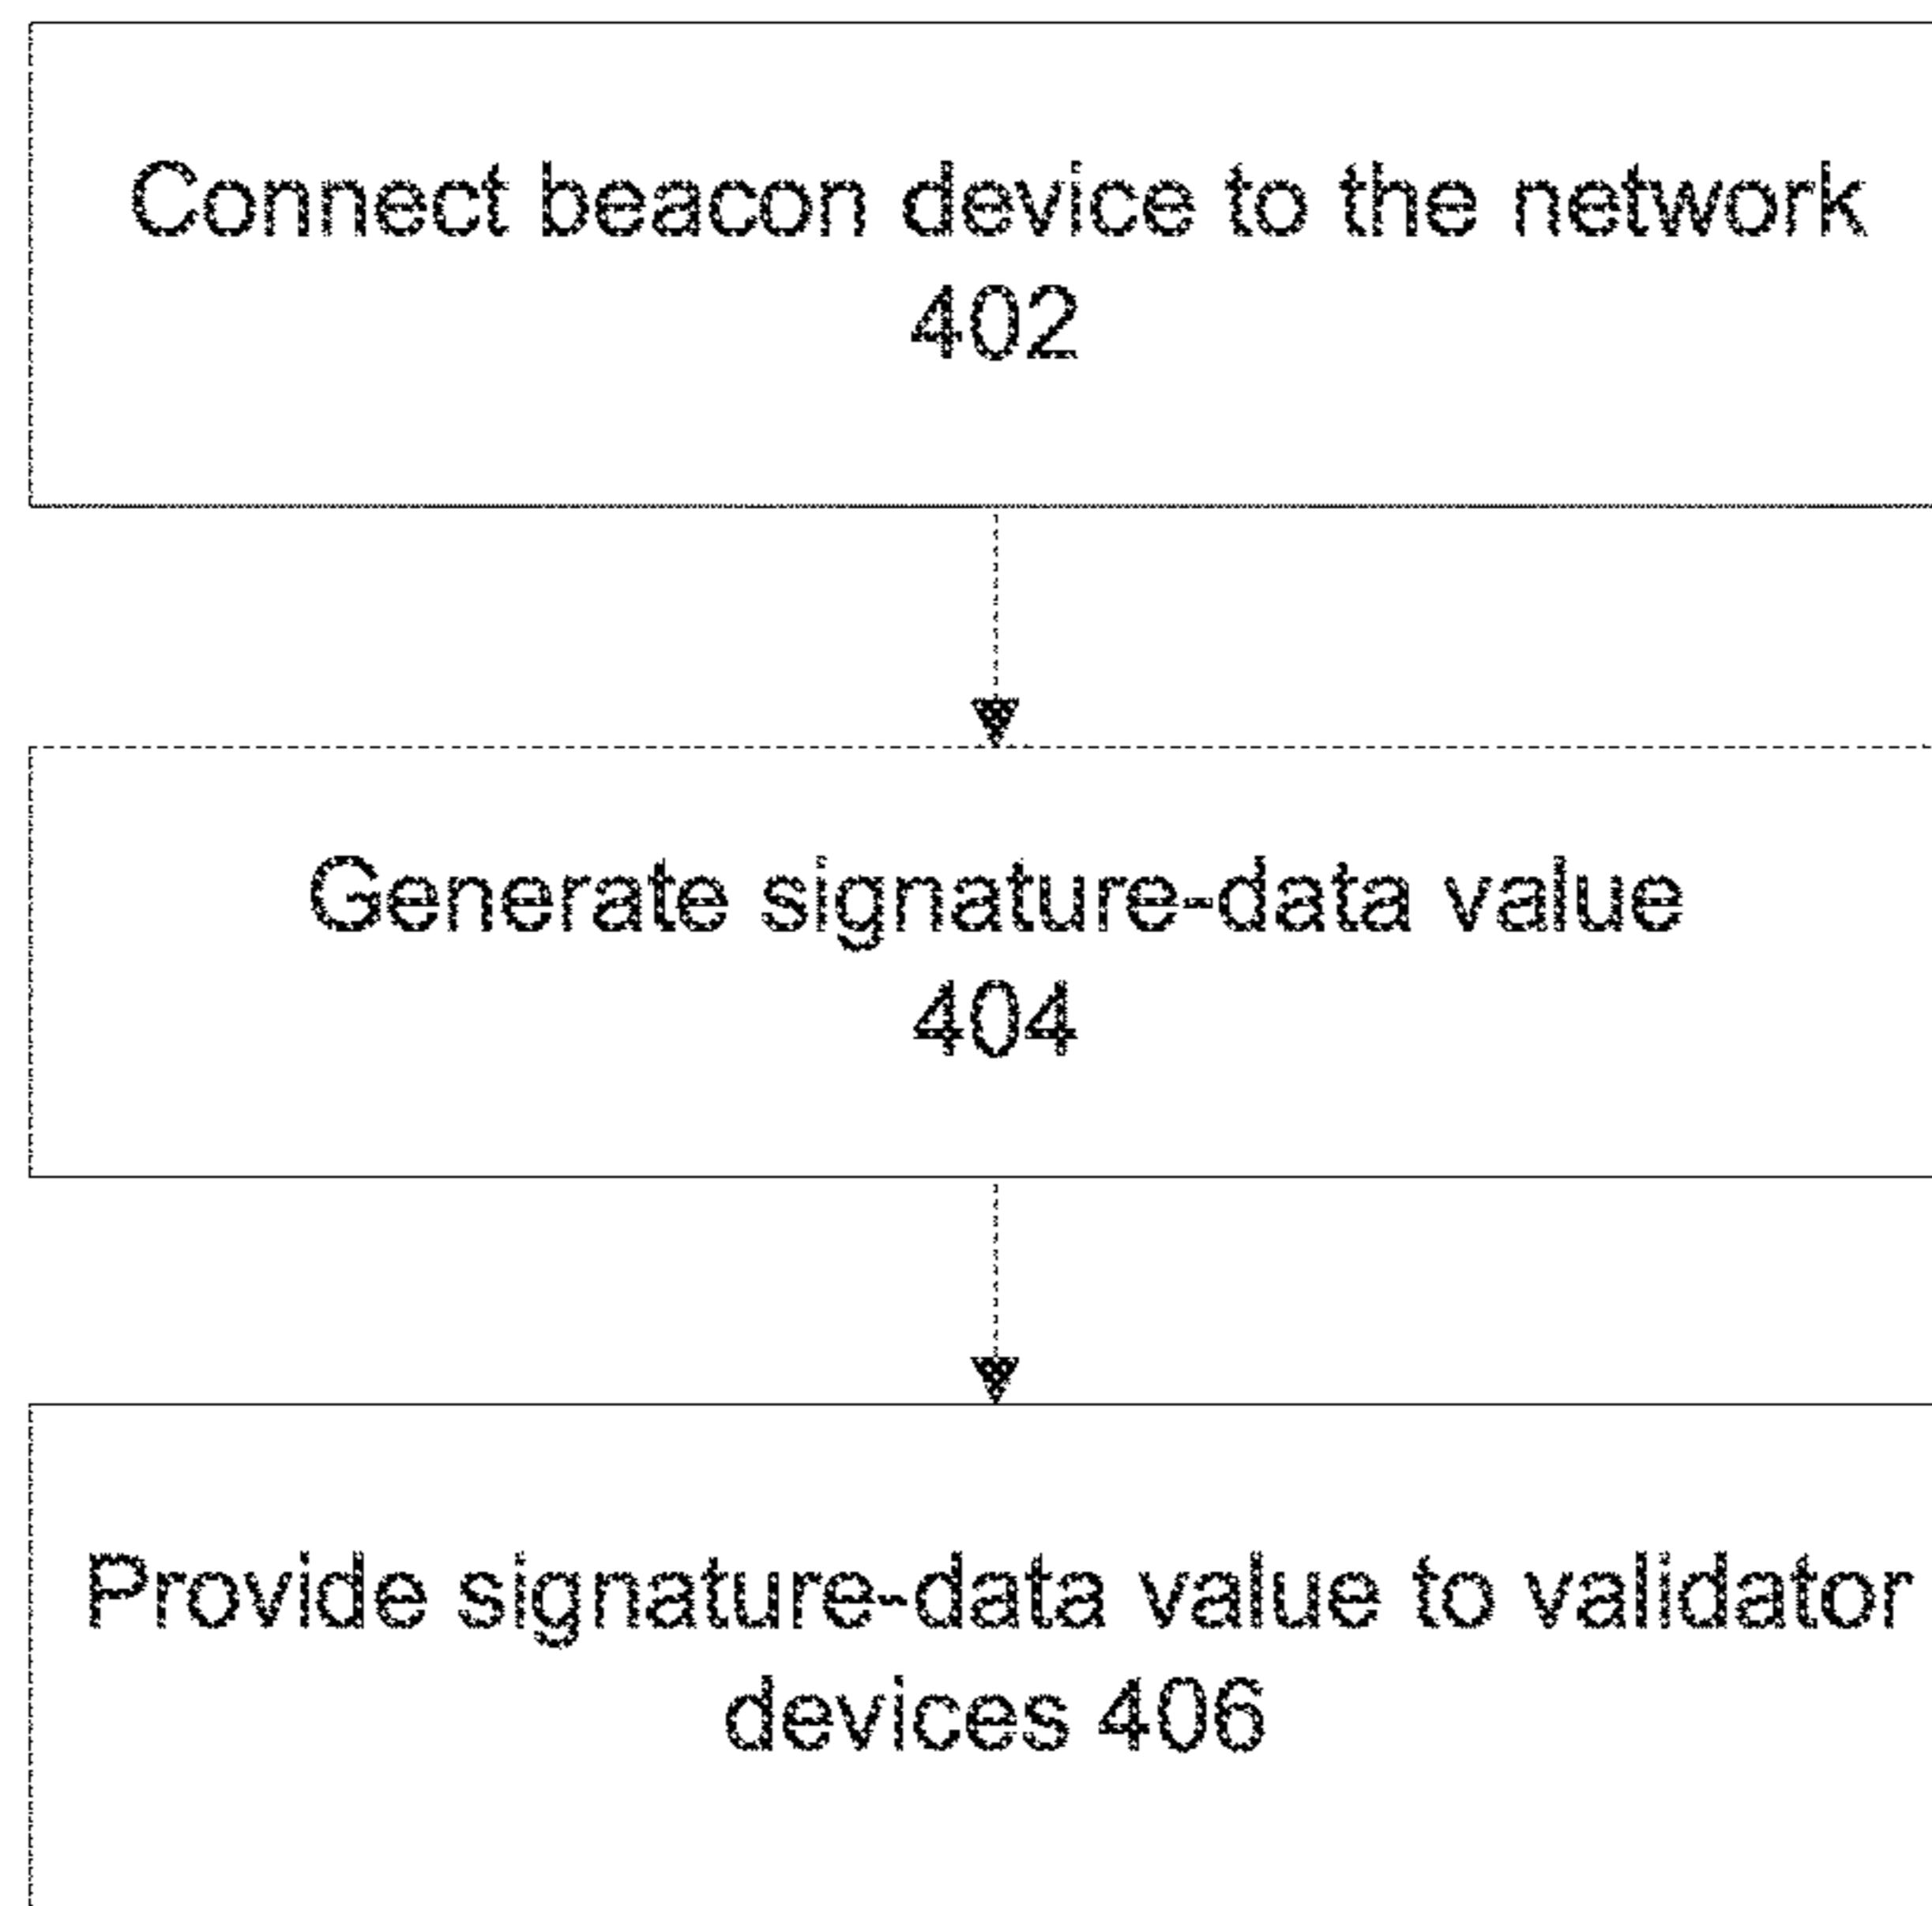 Connect beacon device to the network
402
Generate signature-data value
404
Provide signature-data value to validator
devices 406